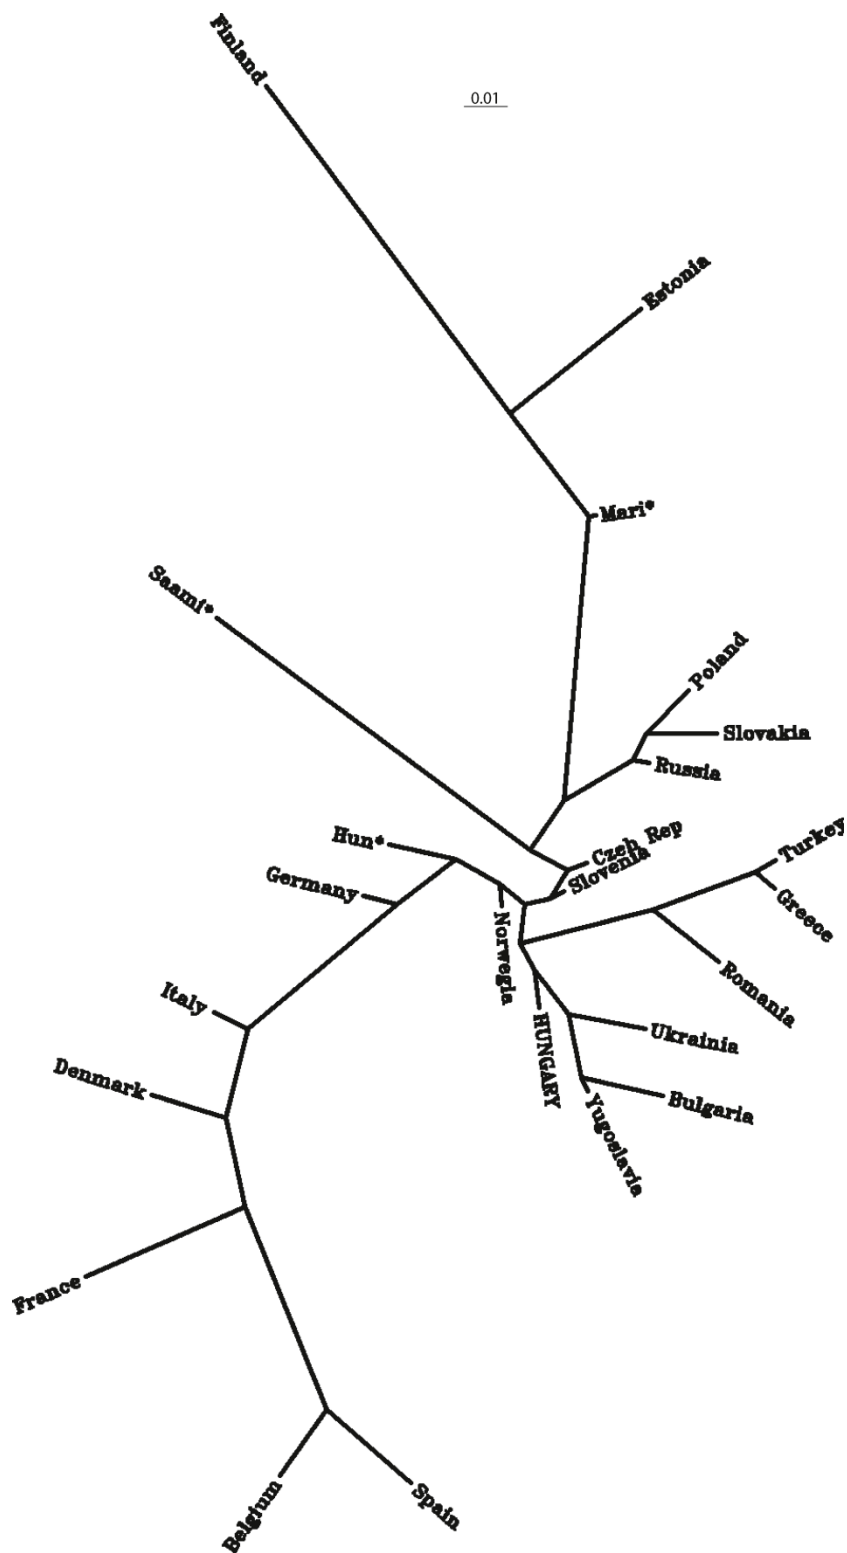 Finland
0.01
Estonia
Mari*
Saami*
Poland
Slovakia
Russia
Hun*
Czeh Rep
Slovenia
Turkey
Greece
Germany
Norwegia
Romania
Italy
HUNGARY
Ukrainia
Denmark
Bulgaria
Yugoslavia
France
Belgium
Spain